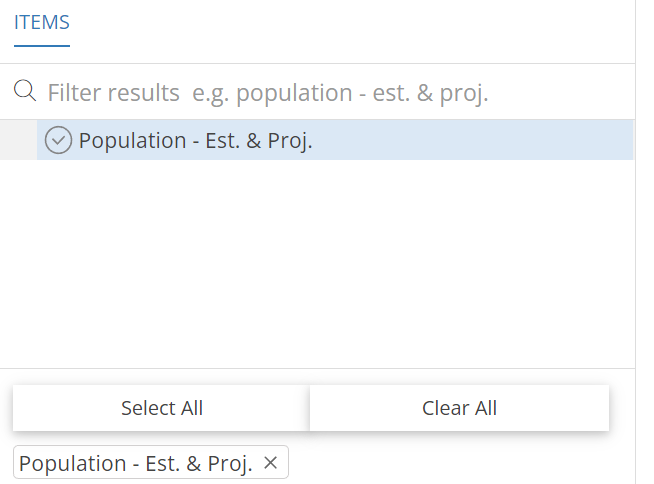 ITEMS
Filter results  e.g. population - est. & proj.
Population - Est. & Proj.
Select All
Clear All
Population - Est. & Proj.